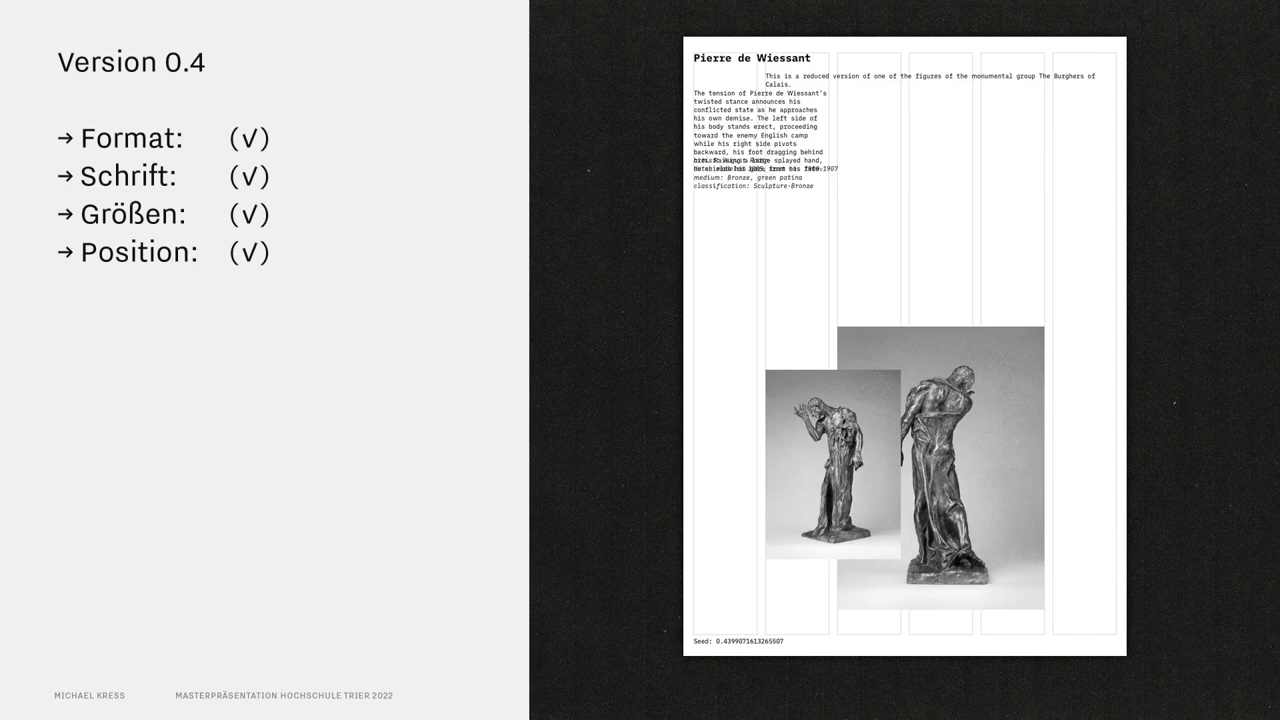 Version 0.4
→ Format: (√)
→ Schrift: (√)
→ Größen: (√)
→ Position: (√)
MICHAEL KRESS MASTERPRÄSENTATION HOCHSCHULE TRIER 2022
Pierre de Wiessant
This is a reduced version of one of the figures of the monumental group The Burghers of
Calais.
The tension of Pierre de Wiessant's
twisted stance announces his
conflicted state as he approaches
his own demise. The left side of
his body stands erect, proceeding
toward the enemy English camp
while his right side pivots
backward, his foot dragging behind
splayed hand,
medium: Bronze, green patina
classification: Sculpture-Bronze
Seed: 0.4399071613265507